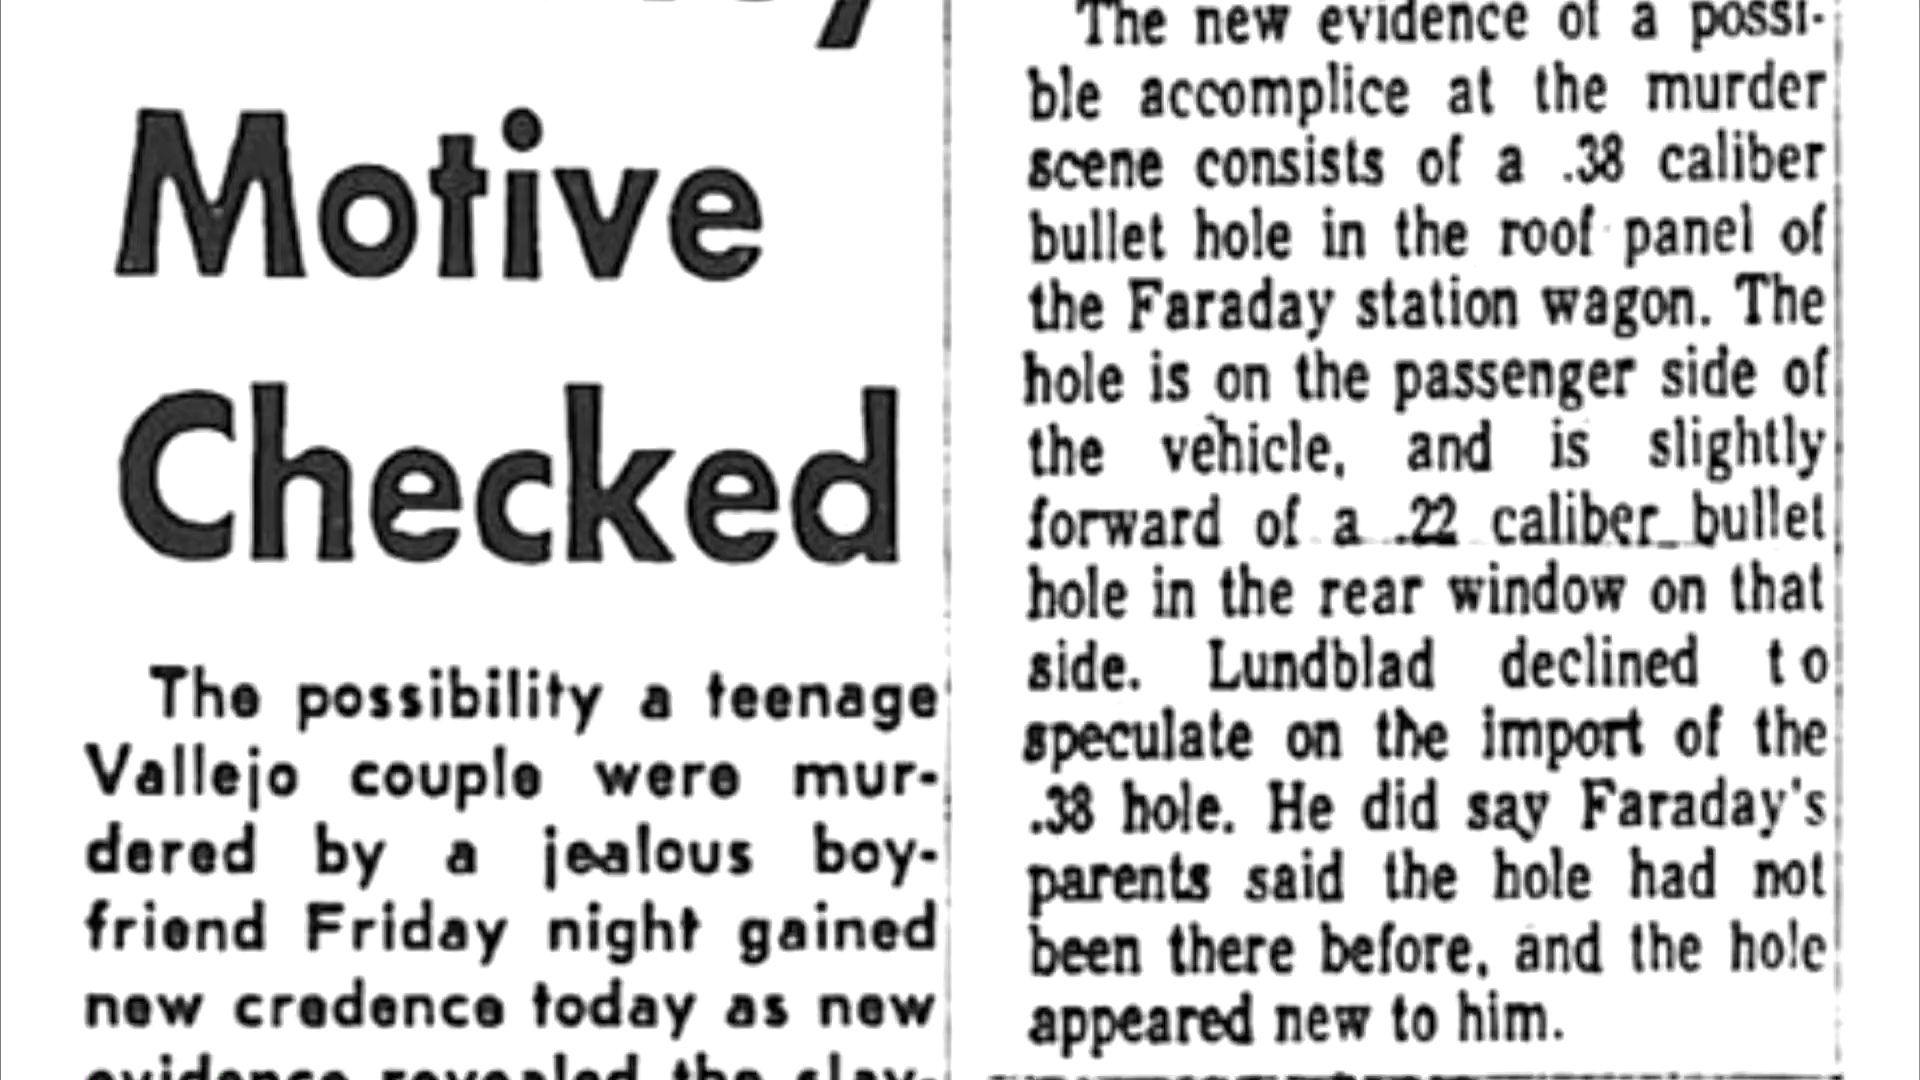 Motive
Checked
The possibility a teenage
Vallejo couple were mur-
dered by a jealous boy-
friend Friday night gained
new credence today as new
evidence revealed the slay-
The new evidence of a possi-
ble accomplice at the murder
scene consists of a .38 caliber
bullet hole in the roof panel of
the Faraday station wagon. The
hole is on the passenger side of
the vehicle, and is slightly
forward of a .22 caliber bullet
hole in the rear window on that
side. Lundblad declined to
speculate on the import of the
.38 hole. He did say Faraday's
parents said the hole had not
been there before, and the hole
appeared new to him.